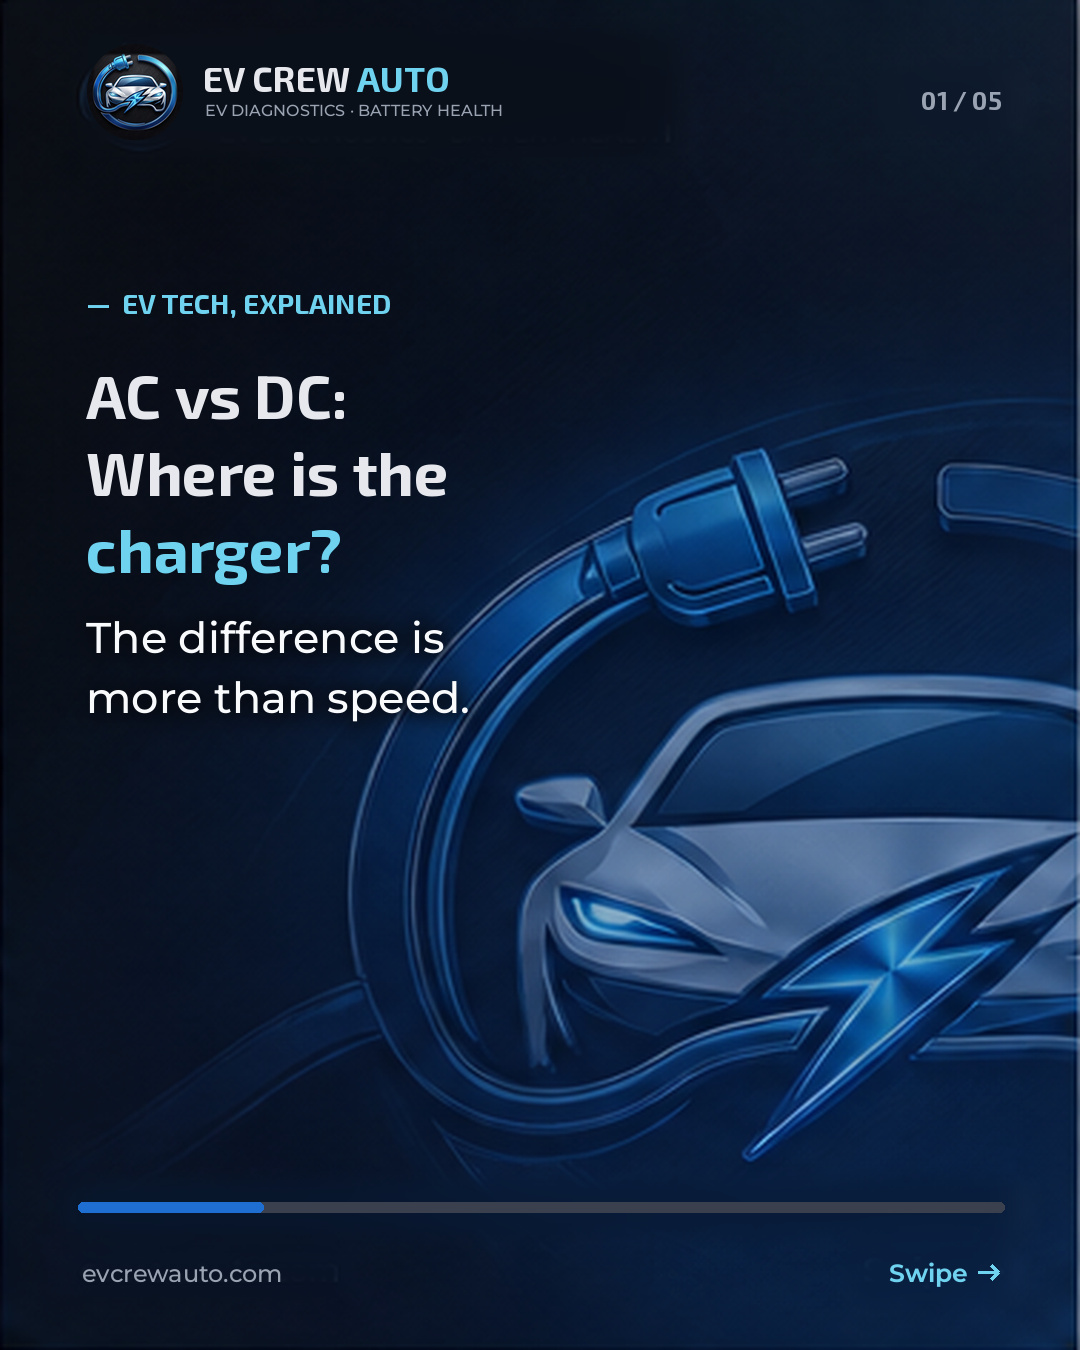 EV CREW AUTO
EV DIAGNOSTICS · BATTERY HEALTH
01 / 05
— EV TECH, EXPLAINED
AC vs DC:
Where is the
charger?
The difference is
more than speed.
evcrewauto.com
Swipe →